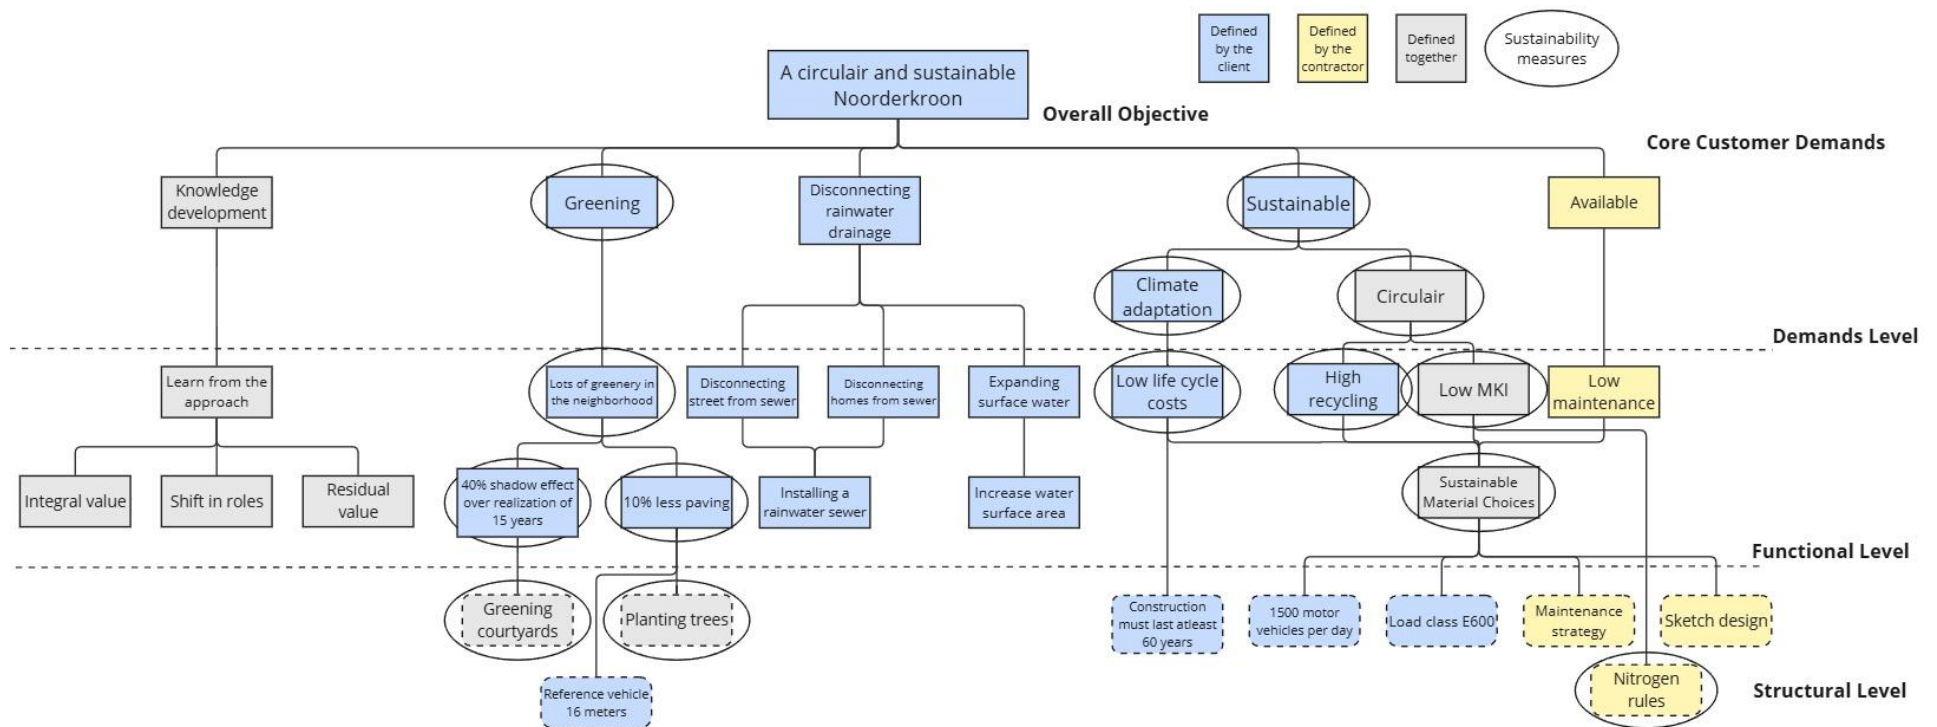 Defined
by the
client
Defined
by the
contractor
Defined
together
Sustainability
measures
A circulair and sustainable
Noorderkroon
Overall Objective
Core Customer Demands
Knowledge
development
Greening
Disconnecting
rainwater
drainage
Sustainable
Available
Climate
adaptation
Circulair
Demands Level
Learn from the
approach
Lots of greenery in
the neighborhood
Disconnecting
street from sewer
Disconnecting
homes from sewer
Expanding
surface water
Low life cycle
costs
High
recycling
Low MKI
Low
maintenance
Integral value
Shift in roles
Residual
value
40% shadow effect
over realization of
15 years
10% less paving
Installing a
rainwater sewer
Increase water
surface area
Sustainable
Material Choices
Functional Level
Greening
courtyards
Planting trees
Construction
must last atleast
60 years
1500 motor
vehicles per day
Load class E600
Maintenance
strategy
Sketch design
Reference vehicle
16 meters
Nitrogen
rules
Structural Level